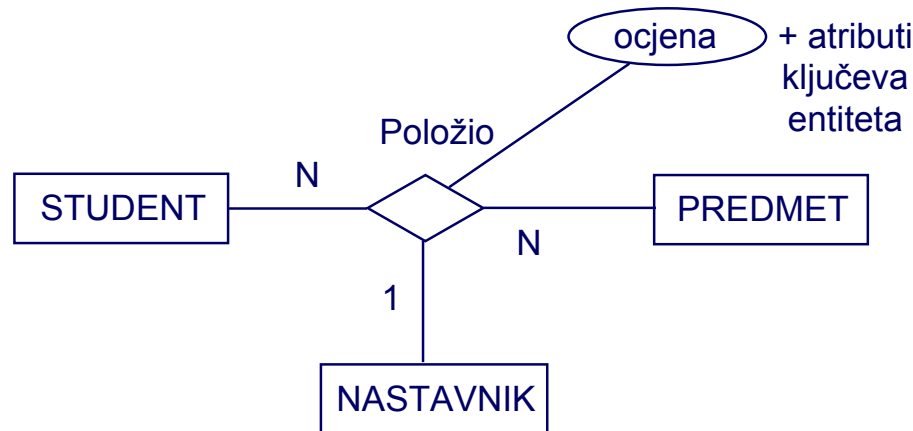 ocjena
+ atributi
ključeva
entiteta
Položio
N
STUDENT
PREDMET
N
1
NASTAVNIK